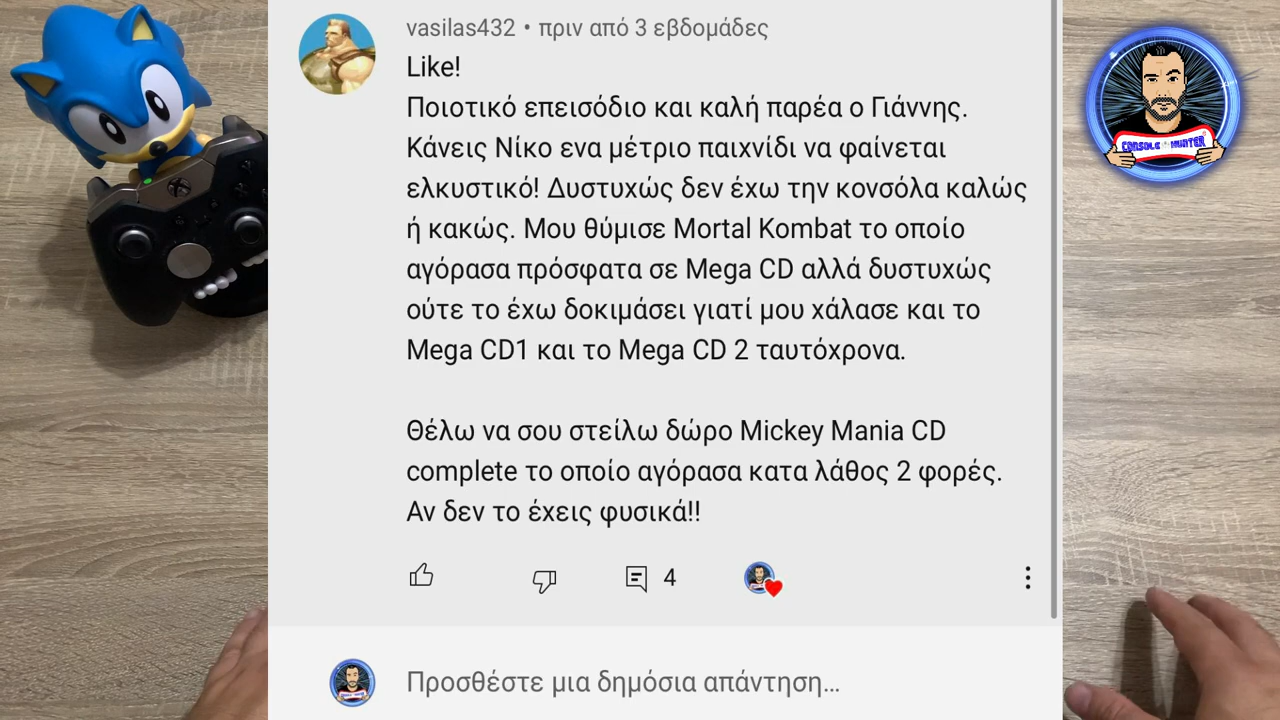 vasilas432 • πριν από 3 εβδομάδες
Like!
Ποιοτικό επεισόδιο και καλή παρέα ο Γιάννης.
Κάνεις Νίκο ενα μέτριο παιχνίδι να φαίνεται
ελκυστικό! Δυστυχώς δεν έχω την κονσόλα καλώς
ή κακώς. Μου θύμισε Mortal Kombat το οποίο
αγόρασα πρόσφατα σε Mega CD αλλά δυστυχώς
ούτε το έχω δοκιμάσει γιατί μου χάλασε και το
Mega CD1 και το Mega CD 2 ταυτόχρονα.
Θέλω να σου στείλω δώρο Mickey Mania CD
complete το οποίο αγόρασα κατα λάθος 2 φορές.
Αν δεν το έχεις φυσικά!!
4
Προσθέστε μια δημόσια απάντηση...
CONSOLE HUNTER